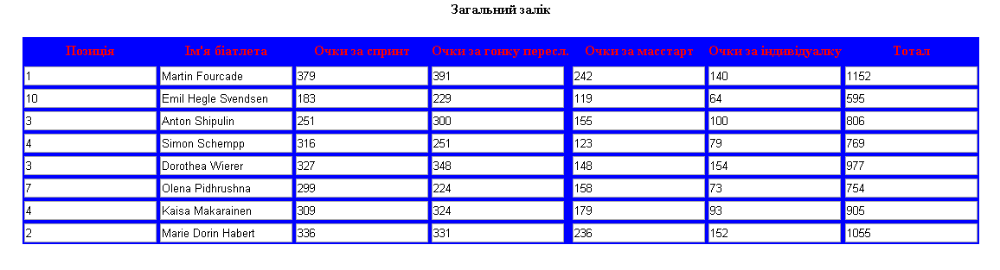 Загальний залік
Позиція Ім'я біатлета Очки за спринт Очки за гонку пересл. Очки за масстарт Очки за індивідуалку Тотал
1 Martin Fourcade 379 391 242 140 1152
10 Emil Hegle Svendsen 183 229 119 64 595
3 Anton Shipulin 251 300 155 100 806
4 Simon Schempp 316 251 123 79 769
3 Dorothea Wierer 327 348 148 154 977
7 Olena Pidhrushna 299 224 158 73 754
4 Kaisa Makarainen 309 324 179 93 905
2 Marie Dorin Habert 336 331 236 152 1055